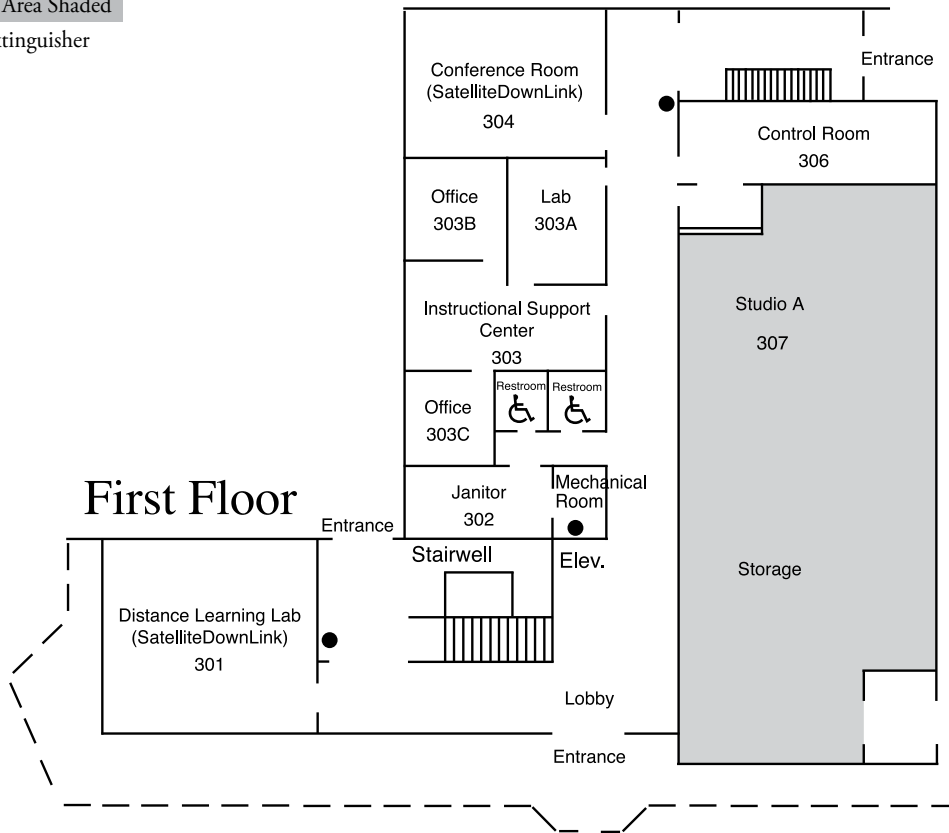 Area Shaded
tinguisher
Entrance
Conference Room
(SatelliteDownLink)
304
Control Room
306
Office
303B
Lab
303A
Studio A
307
Instructional Support
Center
303
Restroom
Restroom
Office
303C
First Floor
Janitor
302
Mechanical
Room
Entrance
Stairwell
Elev.
Storage
Distance Learning Lab
(SatelliteDownLink)
301
Lobby
Entrance